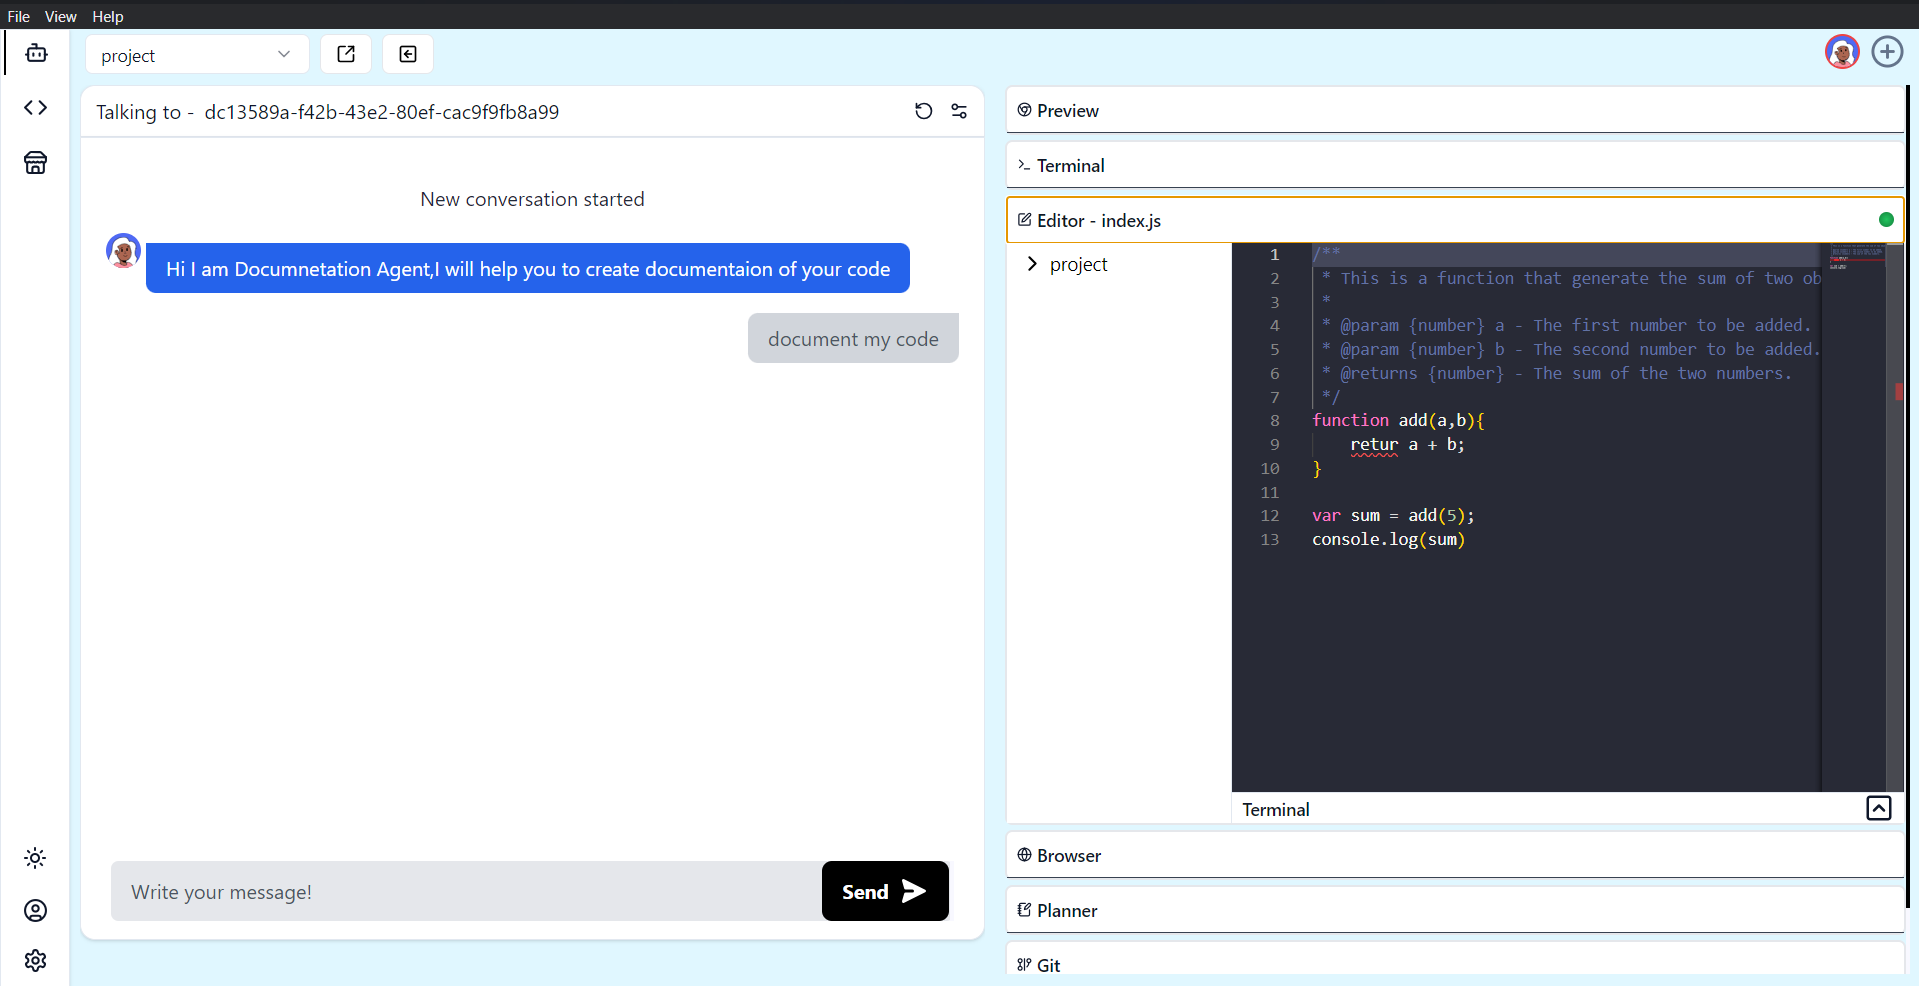 File View Help
project
Talking to - dc13589a-f42b-43e2-80ef-cac9f9fb8a99
New conversation started
Hi I am Documnetation Agent,I will help you to create documentaion of your code
document my code
Write your message!
Send
Preview
Terminal
Editor - index.js
project
1 /**
2 * This is a function that generate the sum of two ob
3 *
4 * @param {number} a - The first number to be added.
5 * @param {number} b - The second number to be added.
6 * @returns {number} - The sum of the two numbers.
7 */
8 function add(a,b){
9 retur a + b;
10 }
11
12 var sum = add(5);
13 console.log(sum)
Terminal
Browser
Planner
Git